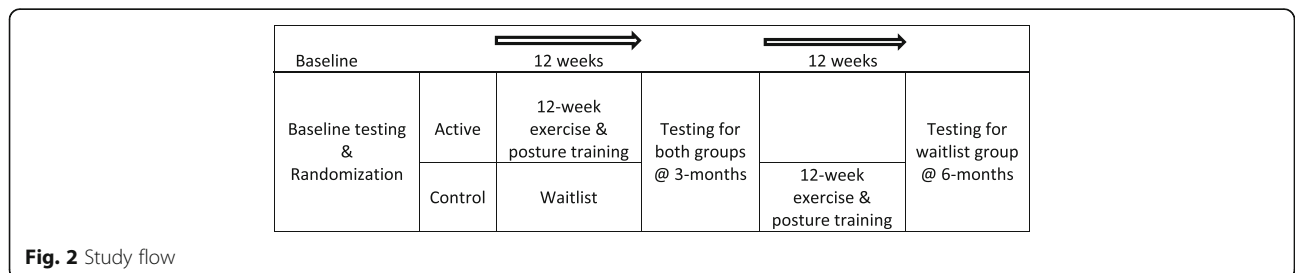 Baseline
12 weeks
12 weeks
Baseline testing
&
Randomization
Active
12-week
exercise &
posture training
Control
Waitlist
Testing for
both groups
@ 3-months
12-week
exercise &
posture training
Testing for
waitlist group
@ 6-months
Fig. 2 Study flow